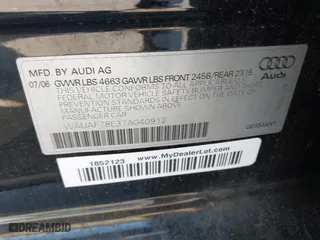 MFD. BY AUDI AG
07/06 GVWR LBS 4663 GAWR LBS FRONT 2458/REAR 2315
THIS VEHICLE CONFORMS TO ALL APPLICABLE U.S.
FEDERAL MOTOR VEHICLE SAFETY BUMPER AND
THEFT PREVENTION STANDARDS IN EFFECT ON THE
DATE OF MANUFACTURE SHOWN ABOVE
WAUAF78E37A040912
Audi
GERMANY
1852123 www.
MyDealerLot.com
DREAMBID